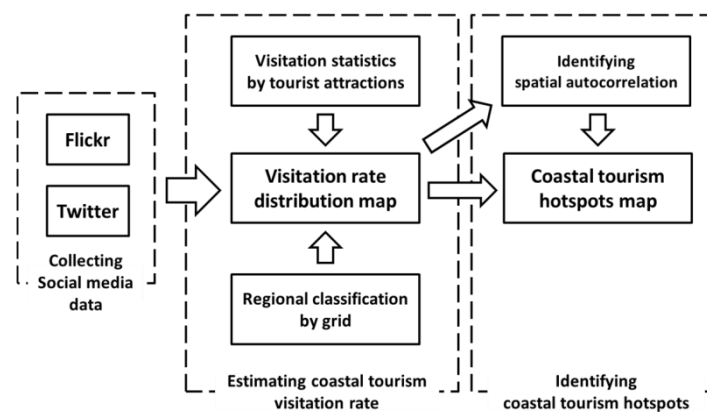 Flickr
Twitter
Collecting
Social media
data
Visitation statistics
by tourist attractions
Visitation rate
distribution map
Regional classification
by grid
Estimating coastal tourism
visitation rate
Identifying
spatial autocorrelation
Coastal tourism
hotspots map
Identifying
coastal tourism hotspots